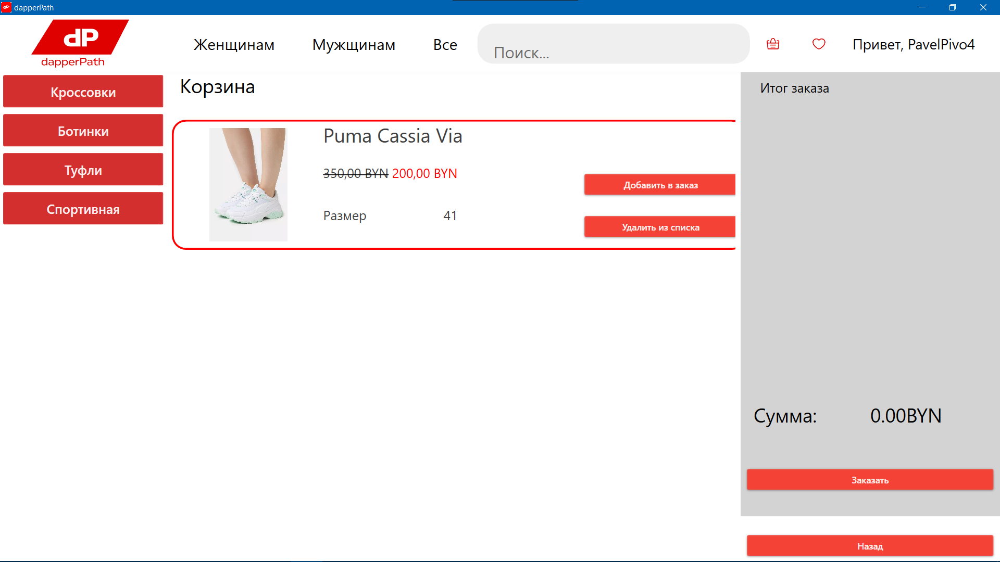 dapperPath
dP
dapperPath
Женщинам
Мужщинам
Все
Поиск...
Привет, PavelPivo4
Кроссовки
Ботинки
Туфли
Спортивная
Корзина
Puma Cassia Via
350,00 BYN 200,00 BYN
Размер 41
Добавить в заказ
Удалить из списка
Итог заказа
Сумма: 0.00BYN
Заказать
Назад